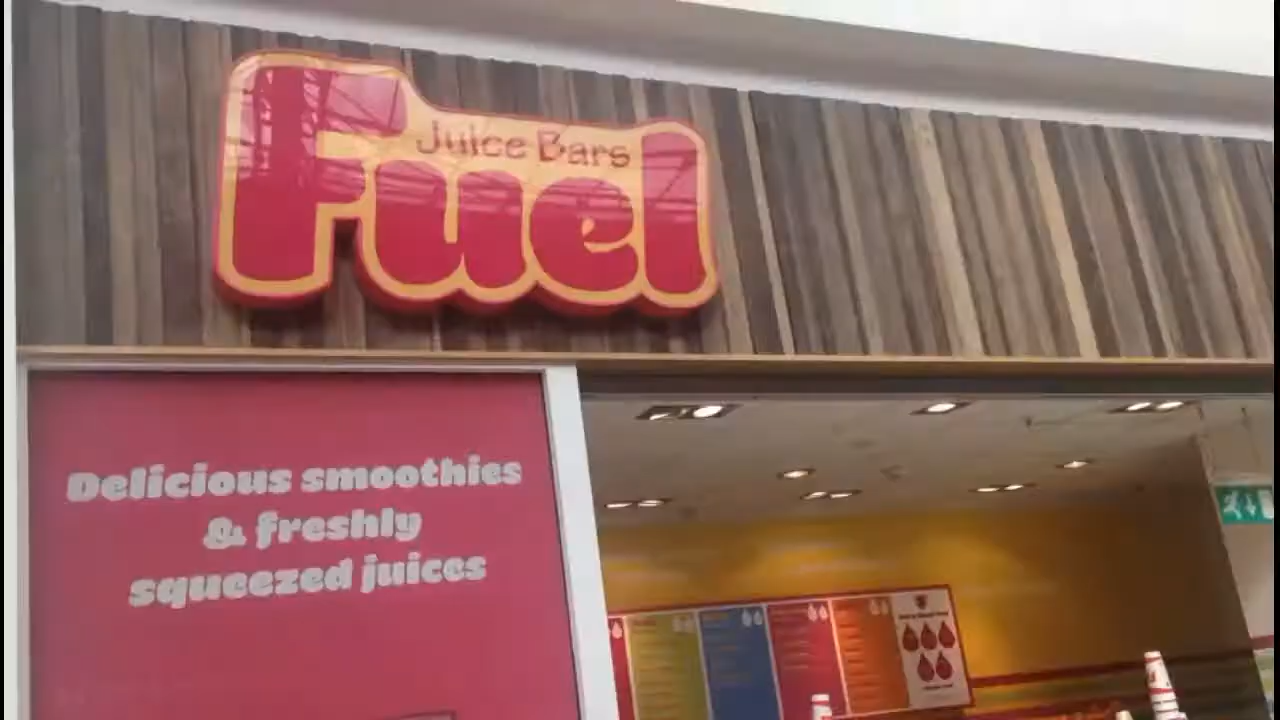 Juice Bars
Fuel
Delicious smoothies
& freshly
squeezed juices